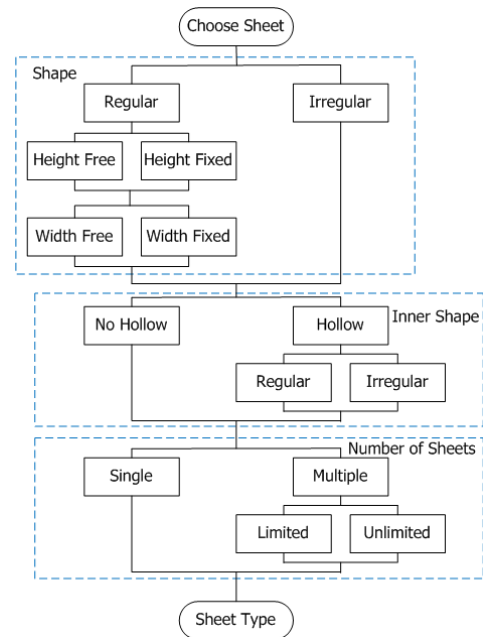 Choose Sheet
Shape
Regular
Irregular
Height Free
Height Fixed
Width Free
Width Fixed
No Hollow
Hollow
Inner Shape
Regular
Irregular
Number of Sheets
Single
Multiple
Limited
Unlimited
Sheet Type